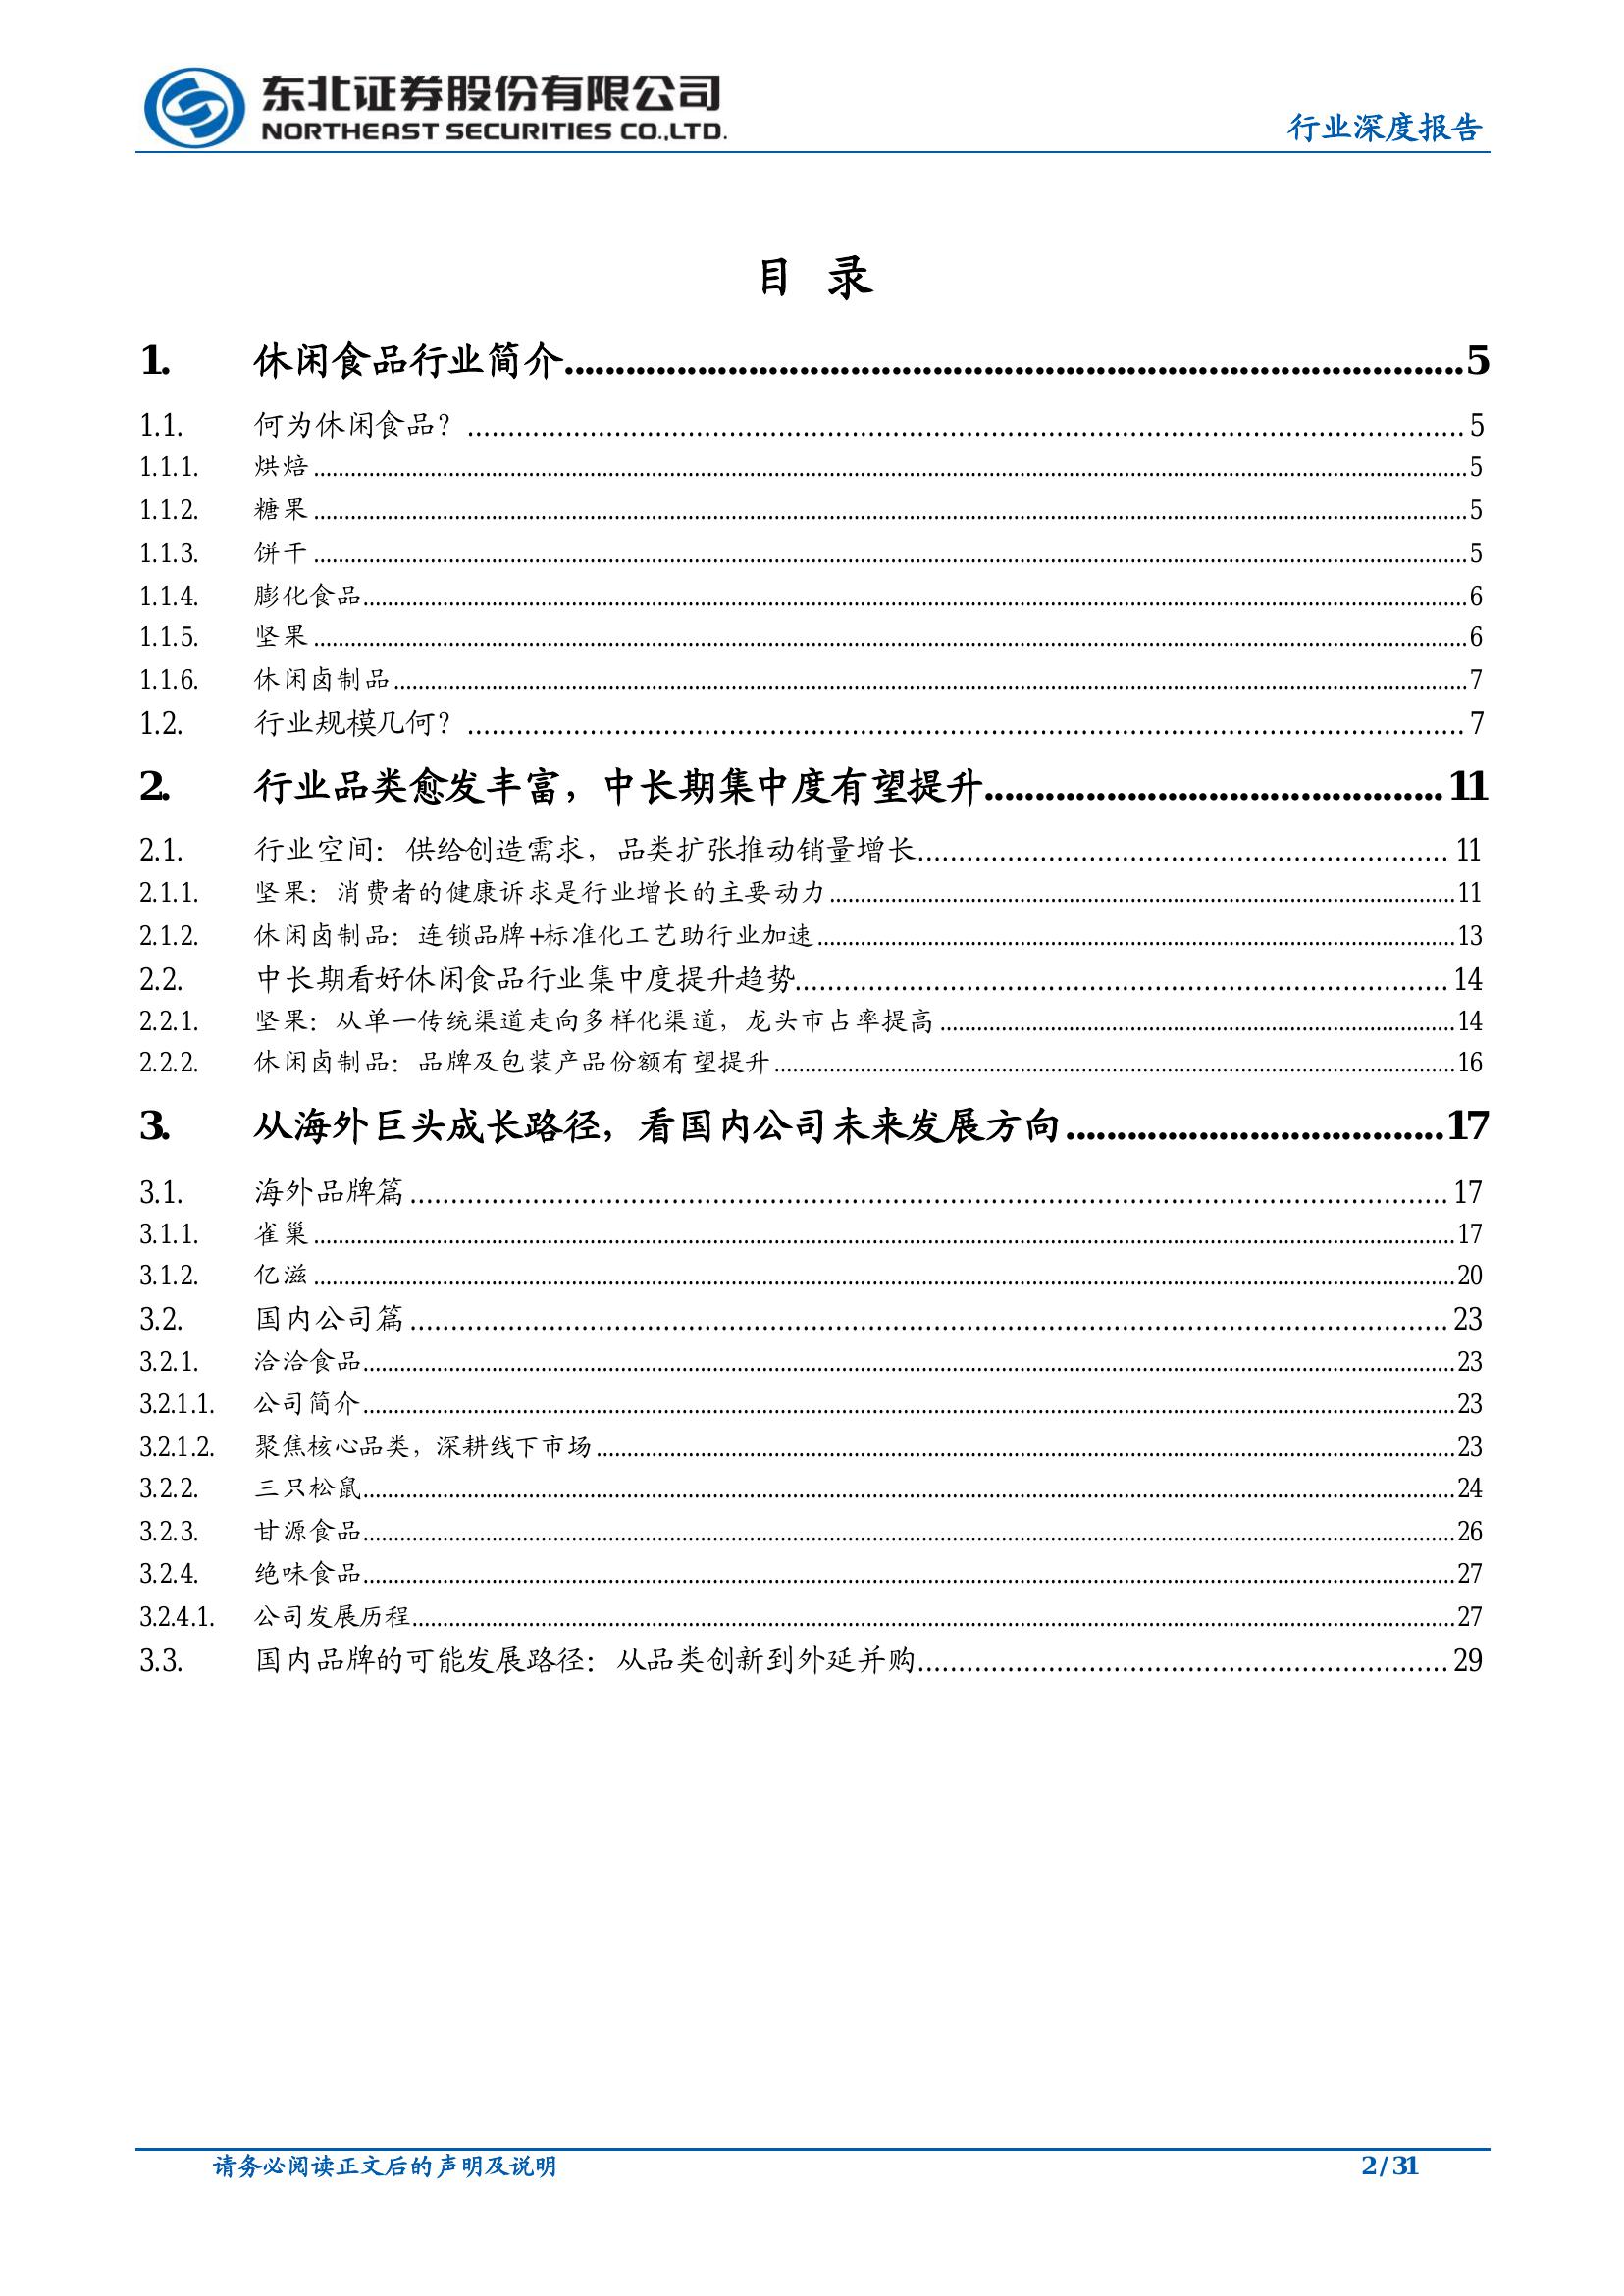 东北证券股份有限公司
NORTHEAST SECURITIES CO.,LTD.
行业深度报告
目 录
1. 休闲食品行业简介 5
1.1. 何为休闲食品？ 5
1.1.1. 烘焙 5
1.1.2. 糖果 5
1.1.3. 饼干 5
1.1.4. 膨化食品 6
1.1.5. 坚果 6
1.1.6. 休闲卤制品 7
1.2. 行业规模几何？ 7
2. 行业品类愈发丰富，中长期集中度有望提升 11
2.1. 行业空间：供给创造需求，品类扩张推动销量增长 11
2.1.1. 坚果：消费者的健康诉求是行业增长的主要动力 11
2.1.2. 休闲卤制品：连锁品牌+标准化工艺助行业加速 13
2.2. 中长期看好休闲食品行业集中度提升趋势 14
2.2.1. 坚果：从单一传统渠道走向多样化渠道，龙头市占率提高 14
2.2.2. 休闲卤制品：品牌及包装产品份额有望提升 16
3. 从海外巨头成长路径，看国内公司未来发展方向 17
3.1. 海外品牌篇 17
3.1.1. 雀巢 17
3.1.2. 亿滋 20
3.2. 国内公司篇 23
3.2.1. 洽洽食品 23
3.2.1.1. 公司简介 23
3.2.1.2. 聚焦核心品类，深耕线下市场 23
3.2.2. 三只松鼠 24
3.2.3. 甘源食品 26
3.2.4. 绝味食品 27
3.2.4.1. 公司发展历程 27
3.3. 国内品牌的可能发展路径：从品类创新到外延并购 29
请务必阅读正文后的声明及说明
2 / 31